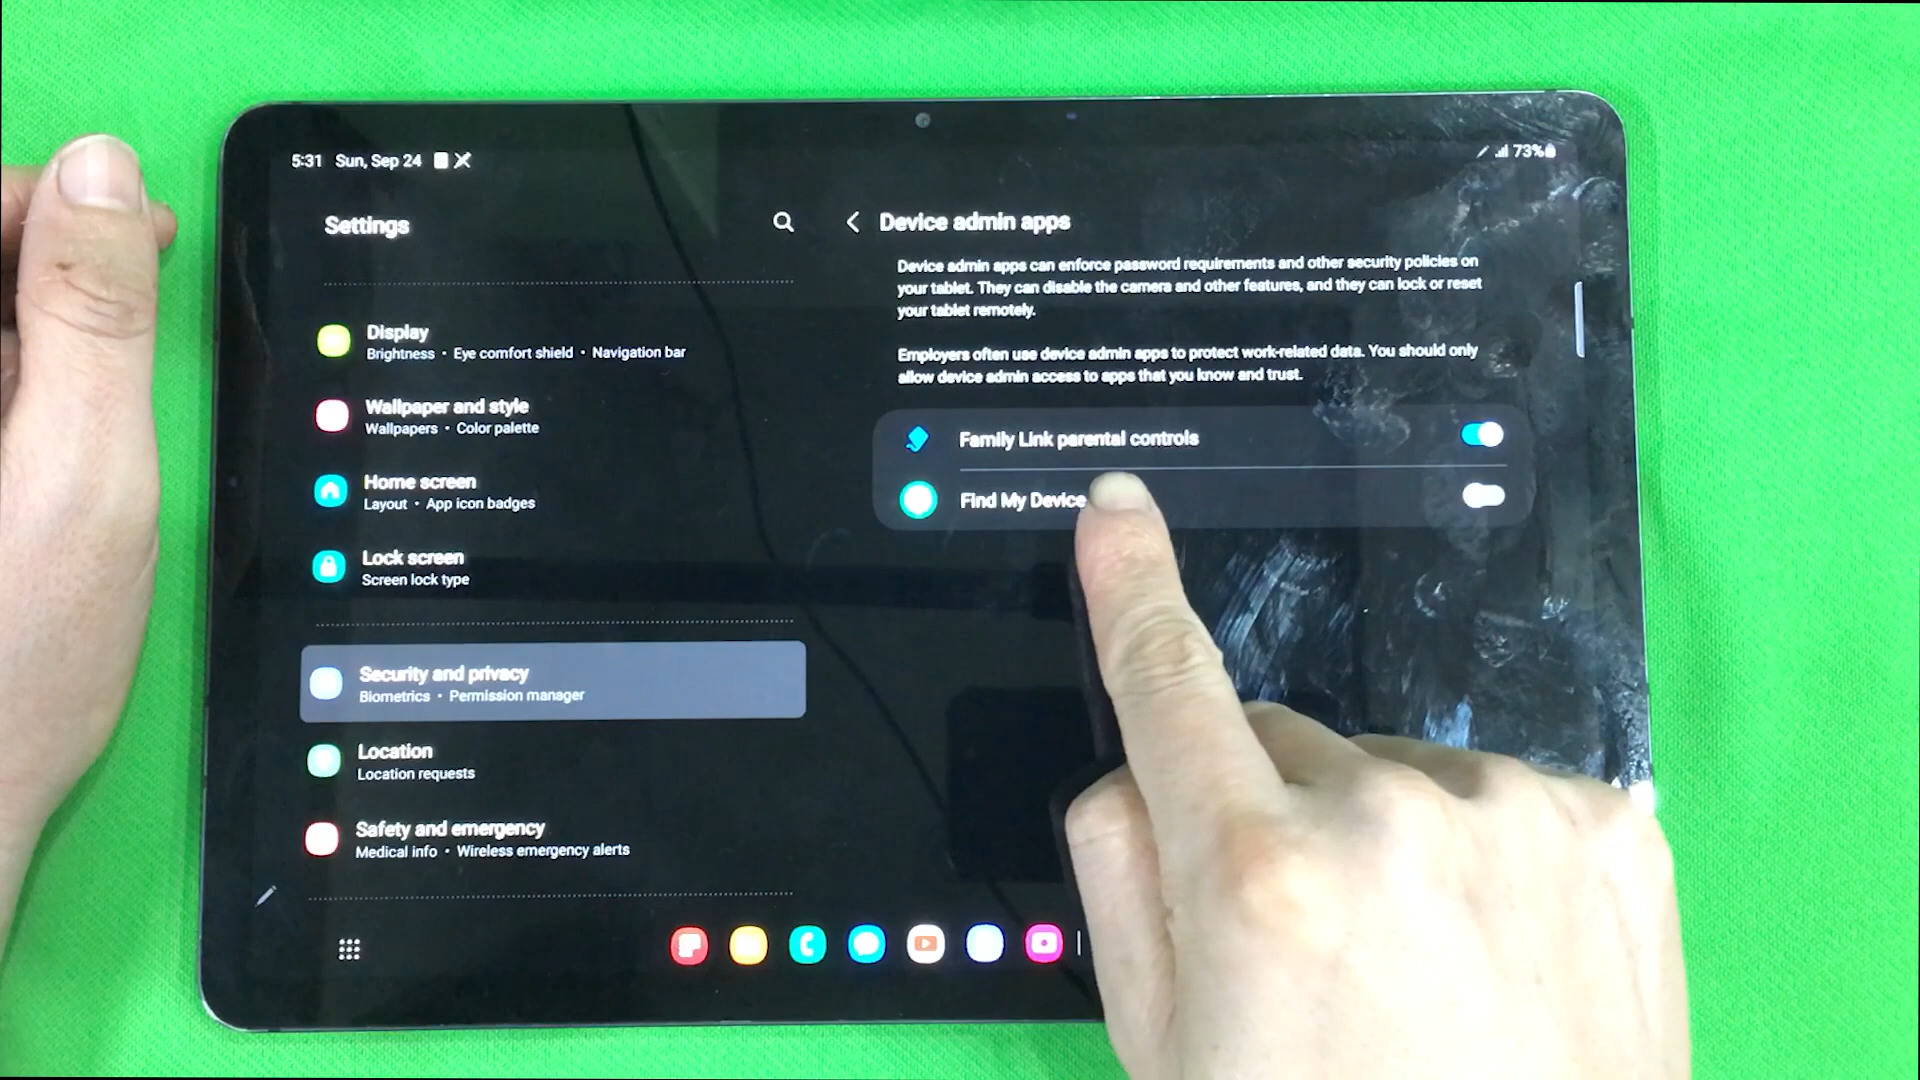 5:31 Sun, Sep 24
73%
Settings
Display
Brightness • Eye comfort shield • Navigation bar
Wallpaper and style
Wallpapers • Color palette
Home screen
Layout • App icon badges
Lock screen
Screen lock type
Security and privacy
Biometrics • Permission manager
Location
Location requests
Safety and emergency
Medical info • Wireless emergency alerts
Device admin apps
Device admin apps can enforce password requirements and other security policies on
your tablet. They can disable the camera and other features, and they can lock or reset
your tablet remotely.
Employers often use device admin apps to protect work-related data. You should only
allow device admin access to apps that you know and trust.
Family Link parental controls
Find My Device